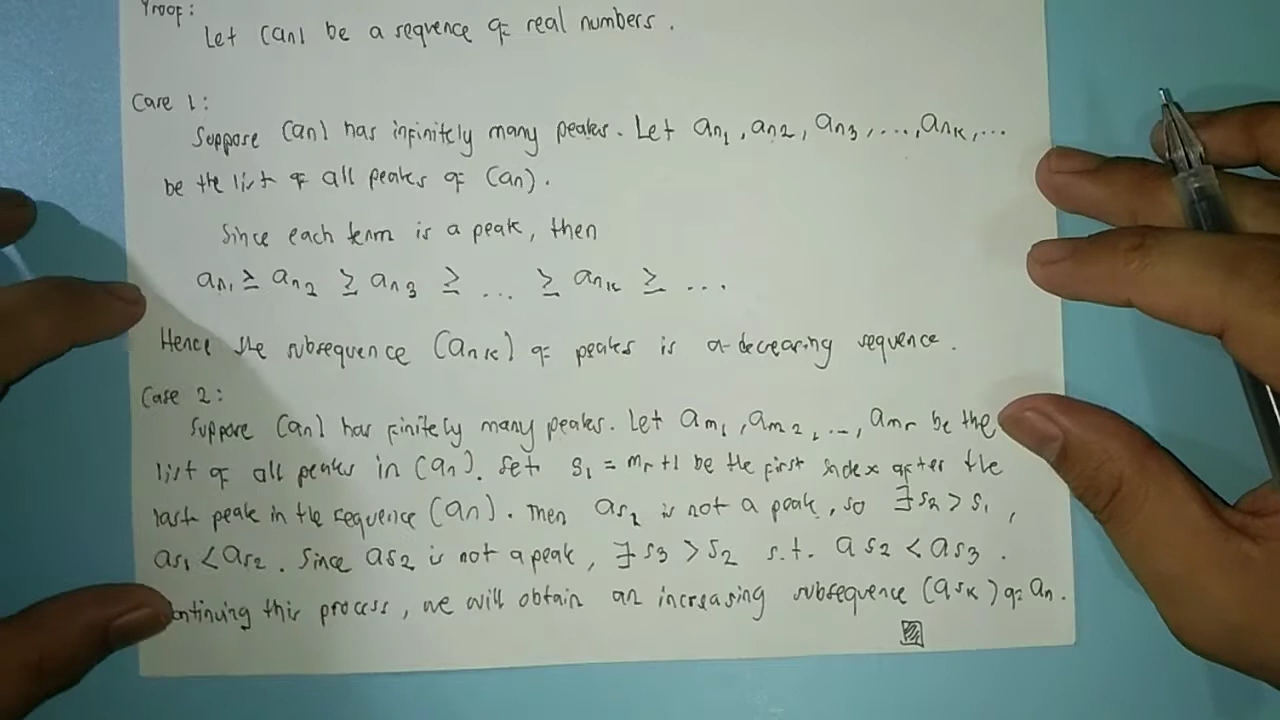 Proof:
Let (an) be a sequence of real numbers.
Case 1:
Suppose (an) has infinitely many peaks. Let an₁, an₂, an₃, ..., anₖ, ...
be the list of all peaks of (an).
Since each term is a peak, then
an₁ ≥ an₂ ≥ an₃ ≥ ... ≥ anₖ ≥ ...
Hence the subsequence (anₖ) of peaks is a decreasing sequence.
Case 2:
Suppose (an) has finitely many peaks. Let am₁, am₂, ..., amᵣ be the
list of all peaks in (an). Set s₁ = mᵣ+1 be the first index after the
last peak in the sequence (an). Then as₂ is not a peak, so ∃ s₂ > s₁,
as₁ < as₂. Since as₂ is not a peak, ∃ s₃ > s₂ s.t. as₂ < as₃.
ontinuing this process, we will obtain an increasing subsequence (asₖ) of an.